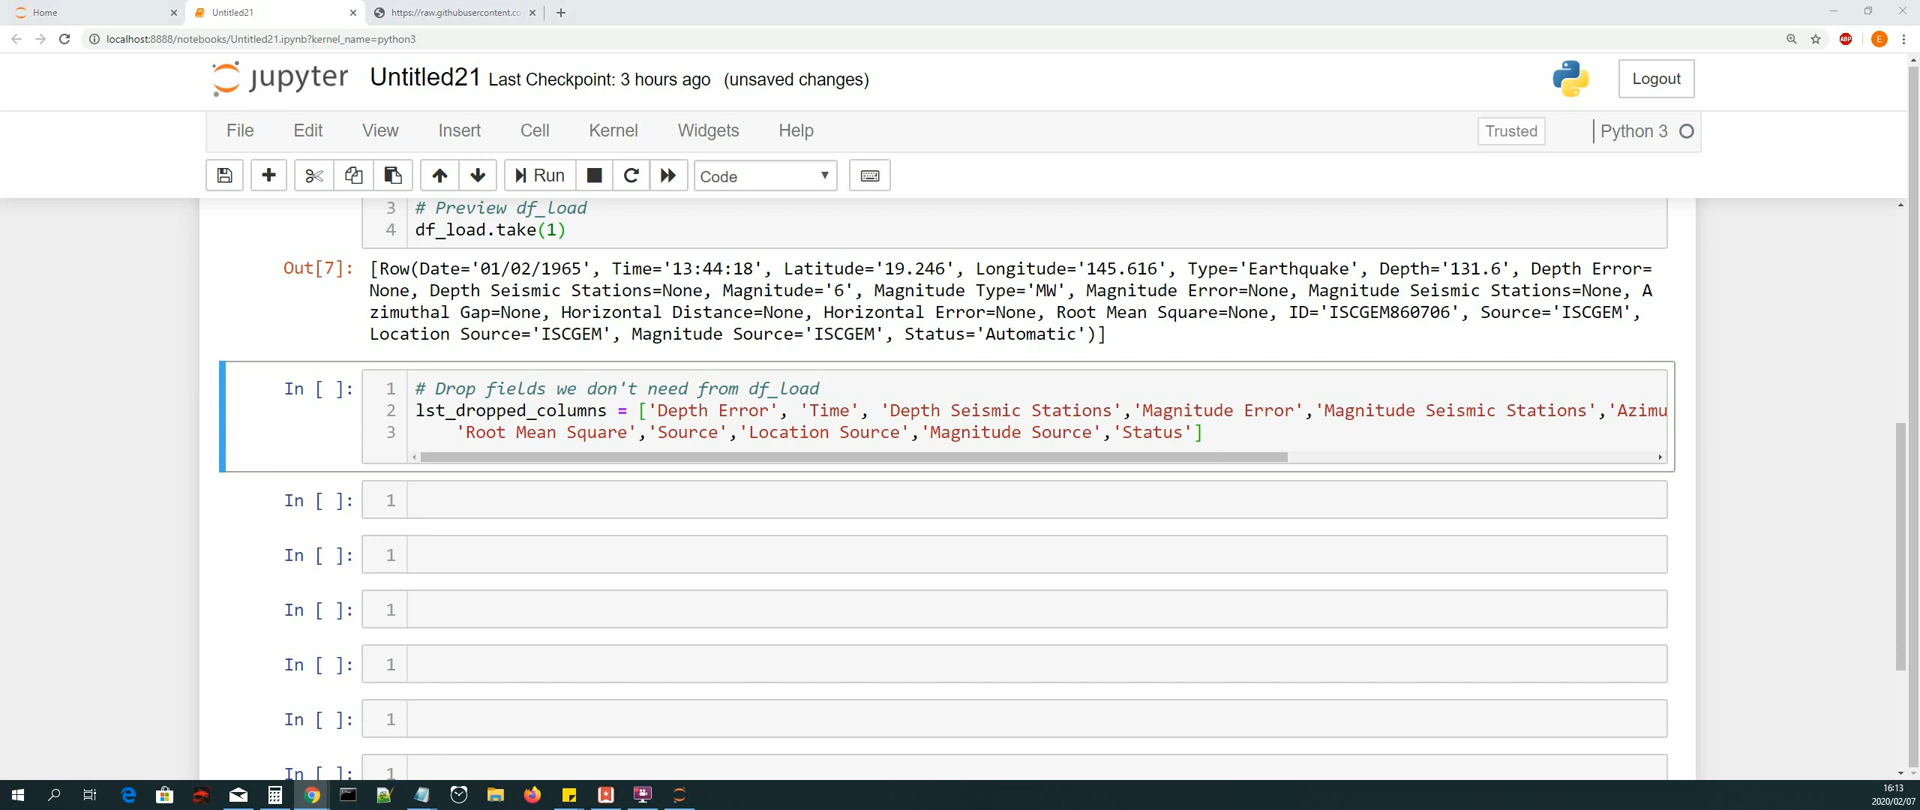 Home
Untitled21
https://raw.githubusercontent.cc
localhost:8888/notebooks/Untitled21.ipynb?kernel_name=python3
ABP
E
jupyter Untitled21 Last Checkpoint: 3 hours ago (unsaved changes)
Logout
File Edit View Insert Cell Kernel Widgets Help
Trusted
Python 3
Run
Code
3 # Preview df_load
4 df_load.take(1)
Out[7]: [Row(Date='01/02/1965', Time='13:44:18', Latitude='19.246', Longitude='145.616', Type='Earthquake', Depth='131.6', Depth Error=
None, Depth Seismic Stations=None, Magnitude='6', Magnitude Type='MW', Magnitude Error=None, Magnitude Seismic Stations=None, A
zimuthal Gap=None, Horizontal Distance=None, Horizontal Error=None, Root Mean Square=None, ID='ISCGEM860706', Source='ISCGEM',
Location Source='ISCGEM', Magnitude Source='ISCGEM', Status='Automatic')]
In [ ]: 1 # Drop fields we don't need from df_load
2 lst_dropped_columns = ['Depth Error', 'Time', 'Depth Seismic Stations','Magnitude Error','Magnitude Seismic Stations','Azimu
3 'Root Mean Square','Source','Location Source','Magnitude Source','Status']
In [ ]: 1
In [ ]: 1
In [ ]: 1
In [ ]: 1
In [ ]: 1
In [ ]: 1
16:13
2020/02/07